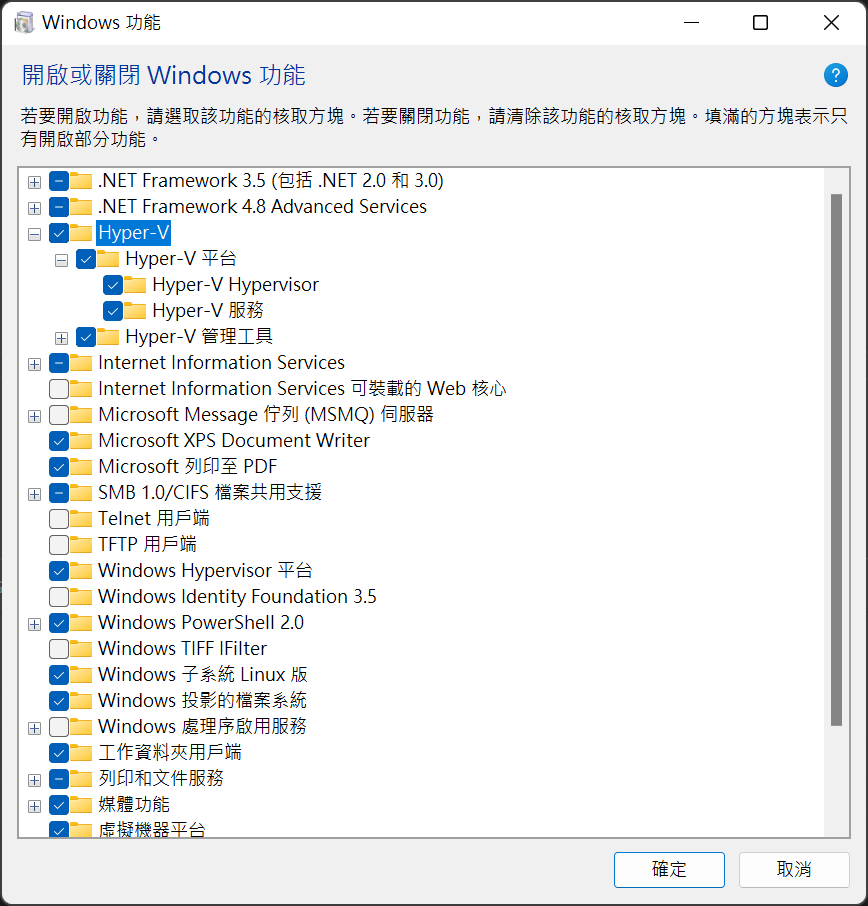 Windows 功能
開啟或關閉 Windows 功能
?
若要開啟功能，請選取該功能的核取方塊。若要關閉功能，請清除該功能的核取方塊。填滿的方塊表示只
有開啟部分功能。
.NET Framework 3.5 (包括 .NET 2.0 和 3.0)
.NET Framework 4.8 Advanced Services
Hyper-V
Hyper-V 平台
Hyper-V Hypervisor
Hyper-V 服務
Hyper-V 管理工具
Internet Information Services
Internet Information Services 可裝載的 Web 核心
Microsoft Message 佇列 (MSMQ) 伺服器
Microsoft XPS Document Writer
Microsoft 列印至 PDF
SMB 1.0/CIFS 檔案共用支援
Telnet 用戶端
TFTP 用戶端
Windows Hypervisor 平台
Windows Identity Foundation 3.5
Windows PowerShell 2.0
Windows TIFF IFilter
Windows 子系統 Linux 版
Windows 投影的檔案系統
Windows 處理序啟用服務
工作資料夾用戶端
列印和文件服務
媒體功能
虛擬機器平台
確定
取消